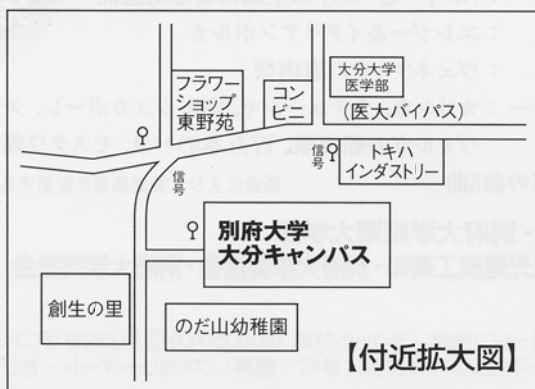 フラワー
ショップ
東野苑
コン
ビニ
大分大学
医学部
(医大バイパス)
信号
信号
トキハ
インダストリー
別府大学
大分キャンパス
創生の里
のだ山幼稚園
【付近拡大図】